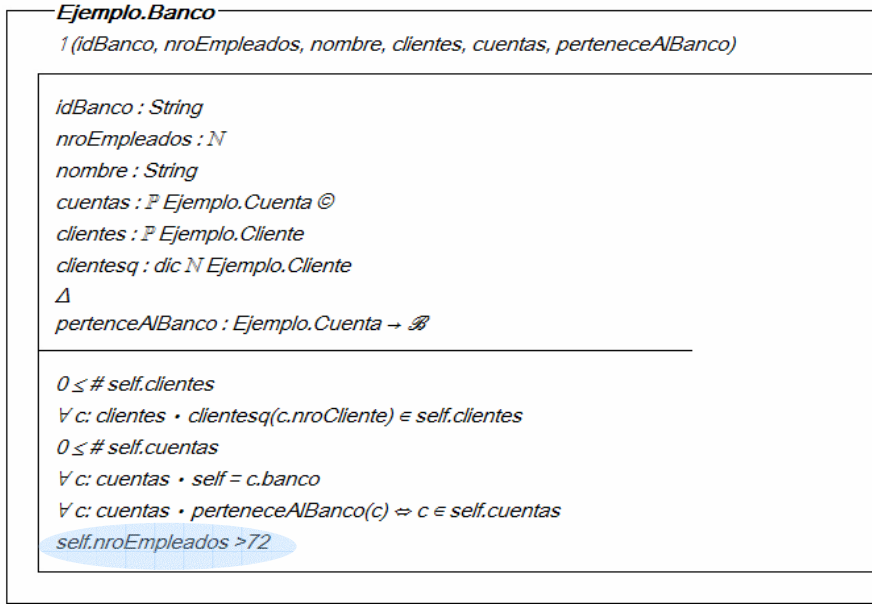 Ejemplo.Banco
1(idBanco, nroEmpleados, nombre, clientes, cuentas, perteneceAlBanco)
idBanco : String
nroEmpleados : ℕ
nombre : String
cuentas : ℙ Ejemplo.Cuenta ©
clientes : ℙ Ejemplo.Cliente
clientesq : dic ℕ Ejemplo.Cliente
Δ
pertenceAlBanco : Ejemplo.Cuenta → ℬ
0 ≤ # self.clientes
∀ c: clientes • clientesq(c.nroCliente) ∈ self.clientes
0 ≤ # self.cuentas
∀ c: cuentas • self = c.banco
∀ c: cuentas • perteneceAlBanco(c) ⇔ c ∈ self.cuentas
self.nroEmpleados >72